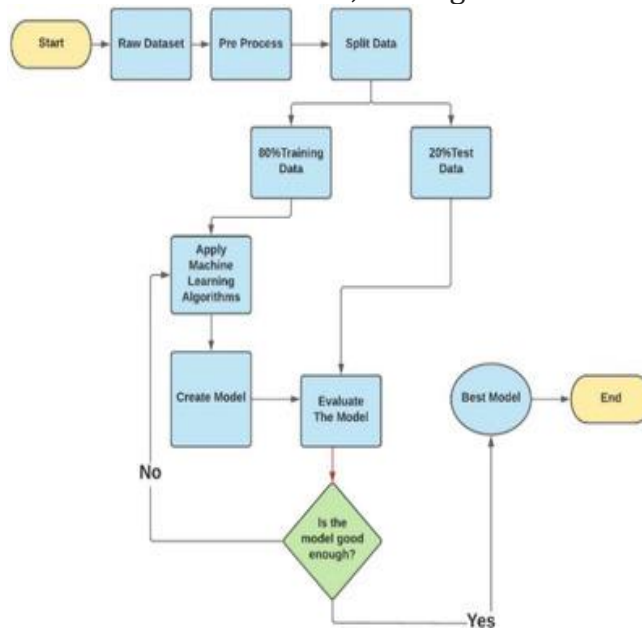 Start
Raw Dataset
Pre Process
Split Data
80%Training
Data
20%Test
Data
Apply
Machine
Learning
Algorithms
Create Model
Evaluate
The Model
Best Model
End
No
Is the
model good
enough?
Yes